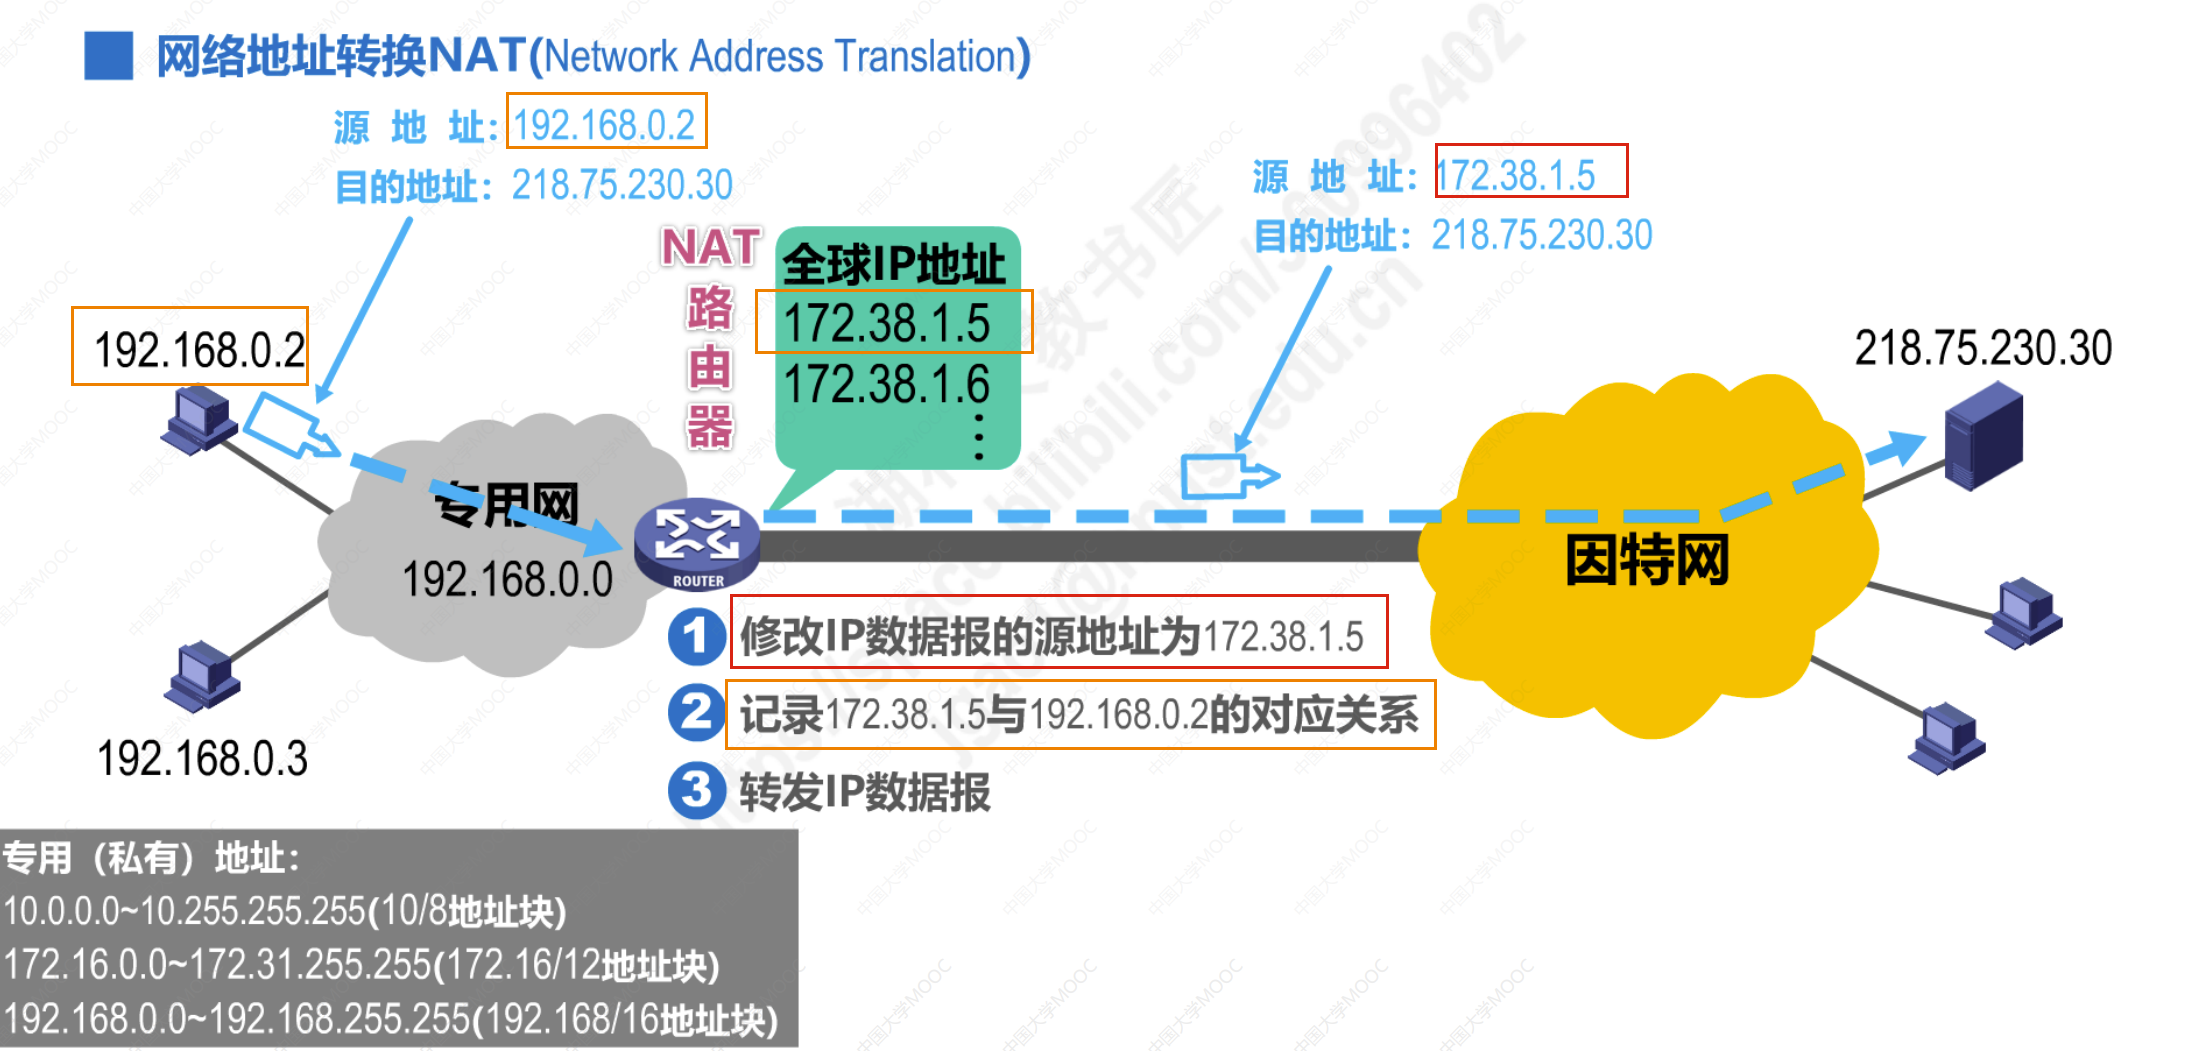 网络地址转换NAT(Network Address Translation)
源 地 址：192.168.0.2
目的地址：218.75.230.30
源 地 址：172.38.1.5
目的地址：218.75.230.30
NAT
路
由
器
全球IP地址
172.38.1.5
172.38.1.6
⋮
192.168.0.2
218.75.230.30
专用网
192.168.0.0
ROUTER
因特网
1 修改IP数据报的源地址为172.38.1.5
2 记录172.38.1.5与192.168.0.2的对应关系
3 转发IP数据报
192.168.0.3
专用（私有）地址：
10.0.0.0~10.255.255.255(10/8地址块)
172.16.0.0~172.31.255.255(172.16/12地址块)
192.168.0.0~192.168.255.255(192.168/16地址块)
中国大学MOOC